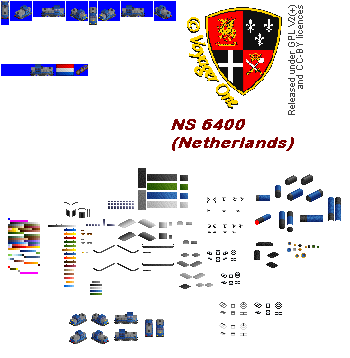 © Voyager One
Released under GPL v2(+)
and CC-BY licences
NS 6400
(Netherlands)